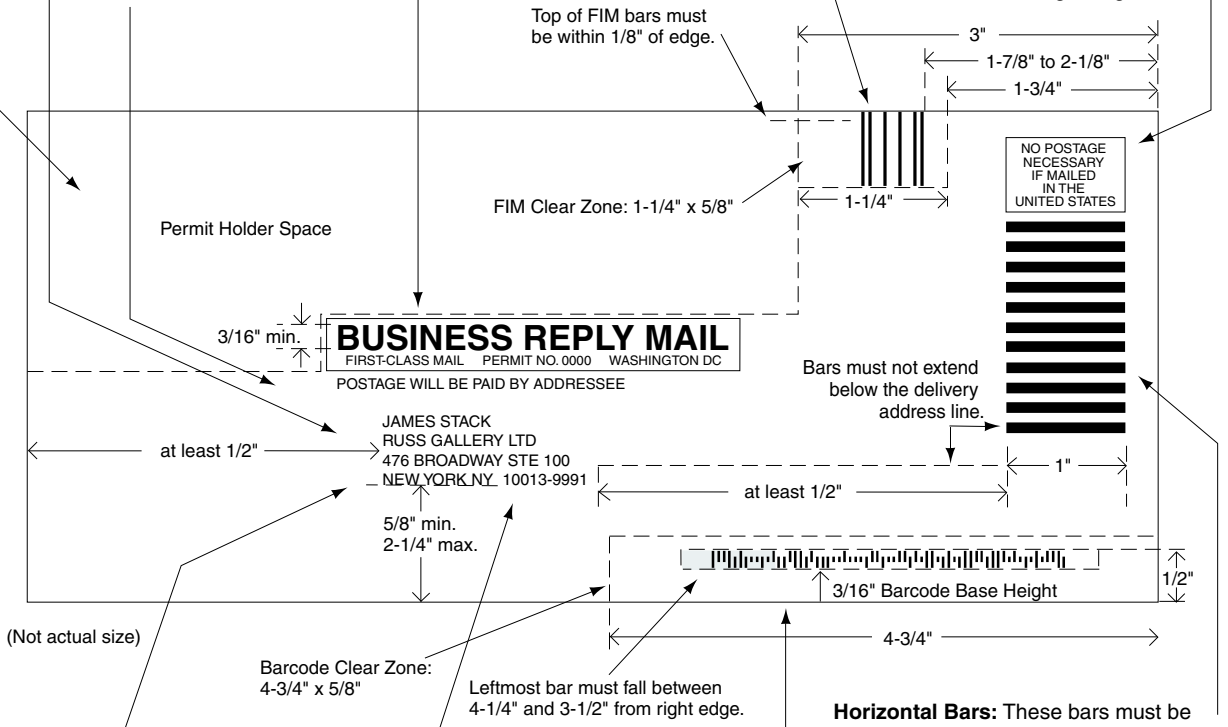 Top of FIM bars must
be within 1/8" of edge.
3"
1-7/8" to 2-1/8"
1-3/4"
NO POSTAGE
NECESSARY
IF MAILED
IN THE
UNITED STATES
FIM Clear Zone: 1-1/4" x 5/8"
1-1/4"
Permit Holder Space
3/16" min.
BUSINESS REPLY MAIL
FIRST-CLASS MAIL PERMIT NO. 0000 WASHINGTON DC
POSTAGE WILL BE PAID BY ADDRESSEE
Bars must not extend
below the delivery
address line.
JAMES STACK
RUSS GALLERY LTD
476 BROADWAY STE 100
NEW YORK NY 10013-9991
at least 1/2"
1"
at least 1/2"
5/8" min.
2-1/4" max.
1/2"
3/16" Barcode Base Height
(Not actual size)
4-3/4"
Barcode Clear Zone:
4-3/4" x 5/8"
Leftmost bar must fall between
4-1/4" and 3-1/2" from right edge.
Horizontal Bars: These bars must be